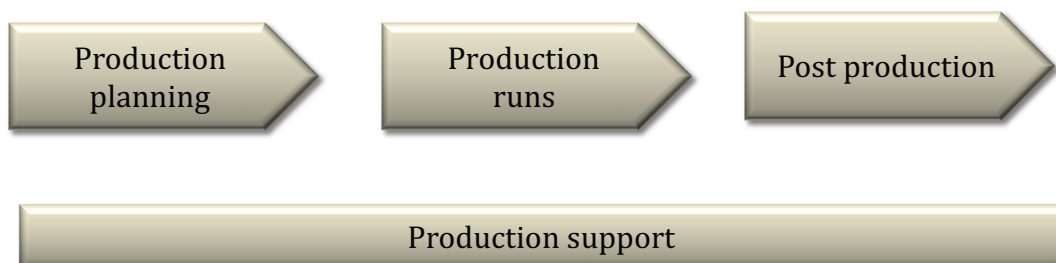 Production
planning
Production
runs
Post production
Production support